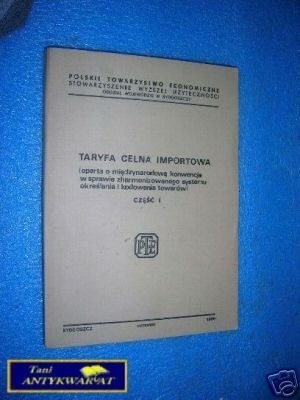 POLSKIE TOWARZYSTWO EKONOMICZNE
STOWARZYSZENIE WYŻSZEJ UŻYTECZNOŚCI
ODDZIAŁ WOJEWÓDZKI W BYDGOSZCZY
TARYFA CELNA IMPORTOWA
(oparta o międzynarodową konwencję
w sprawie zharmonizowanego systemu
określania i kodowania towarów)
CZĘŚĆ I
PTE
BYDGOSZCZ
Tani
ANTYKWARIAT